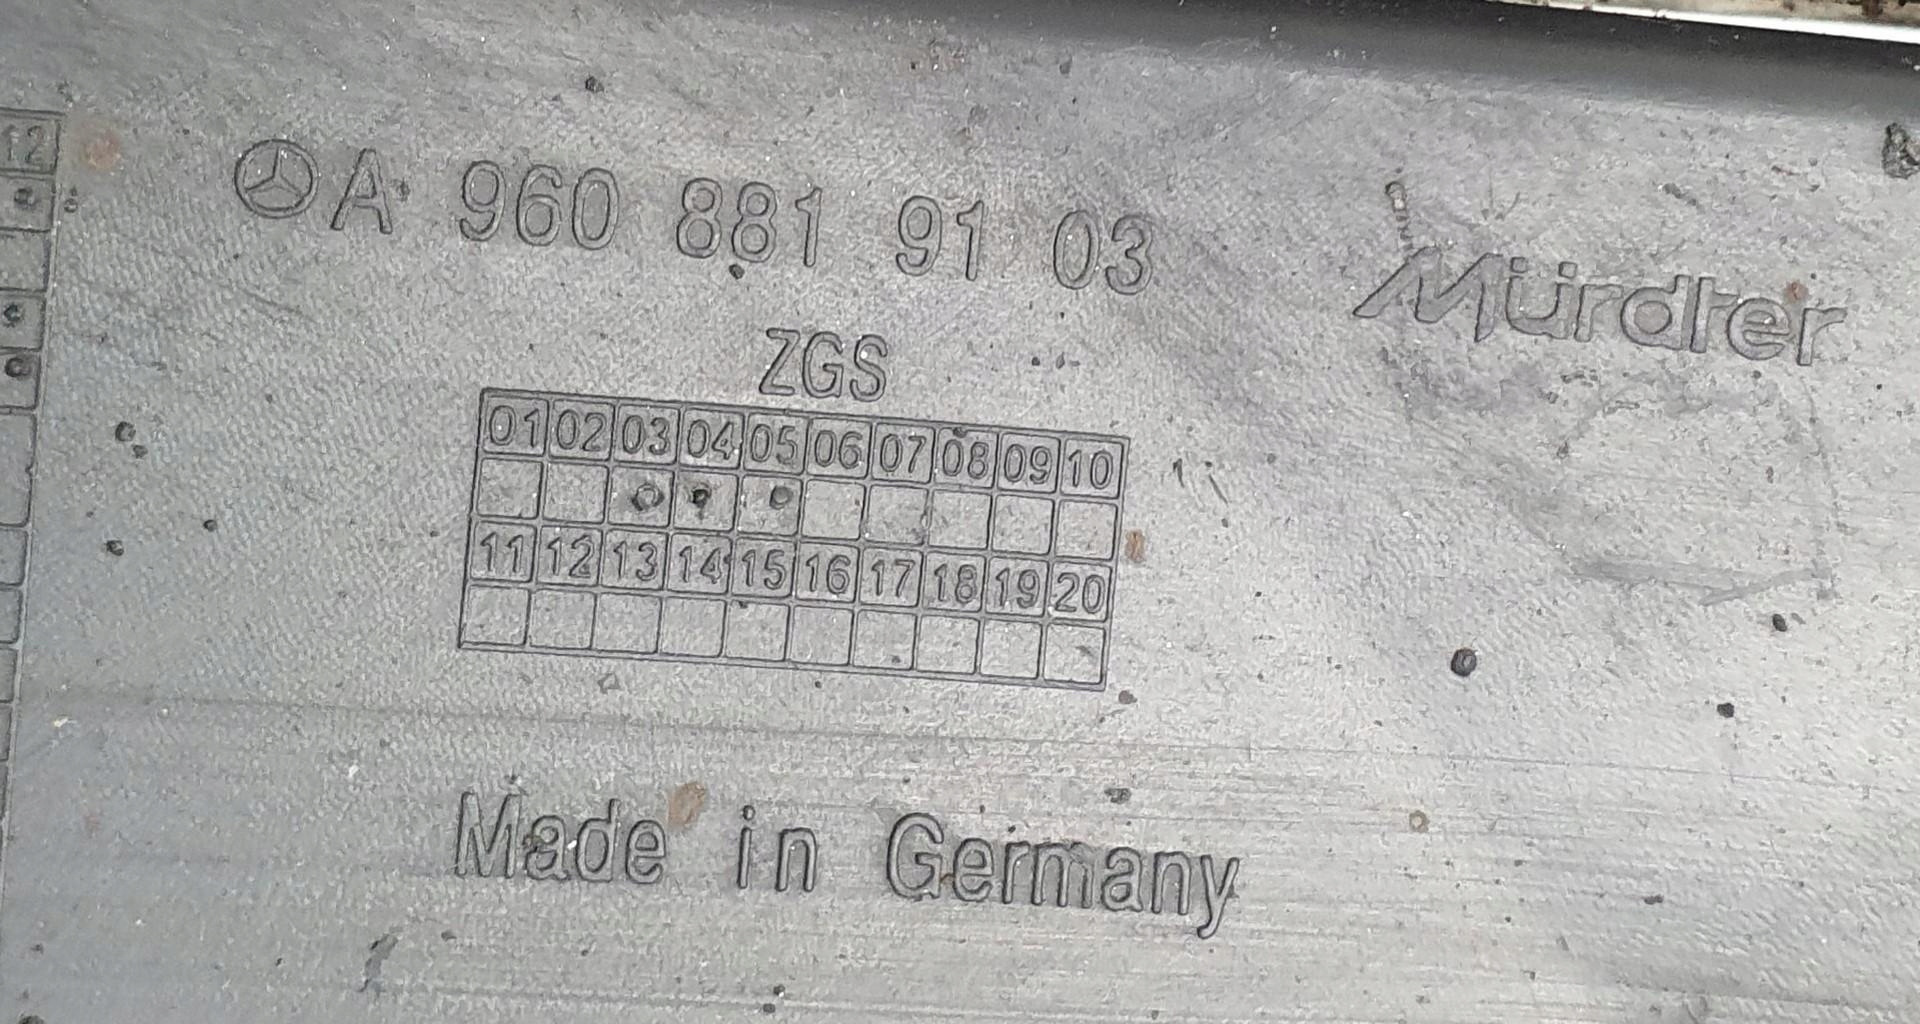 12
A 960 881 91 03
Mürdter
ZGS
01 02 03 04 05 06 07 08 09 10
11 12 13 14 15 16 17 18 19 20
Made in Germany